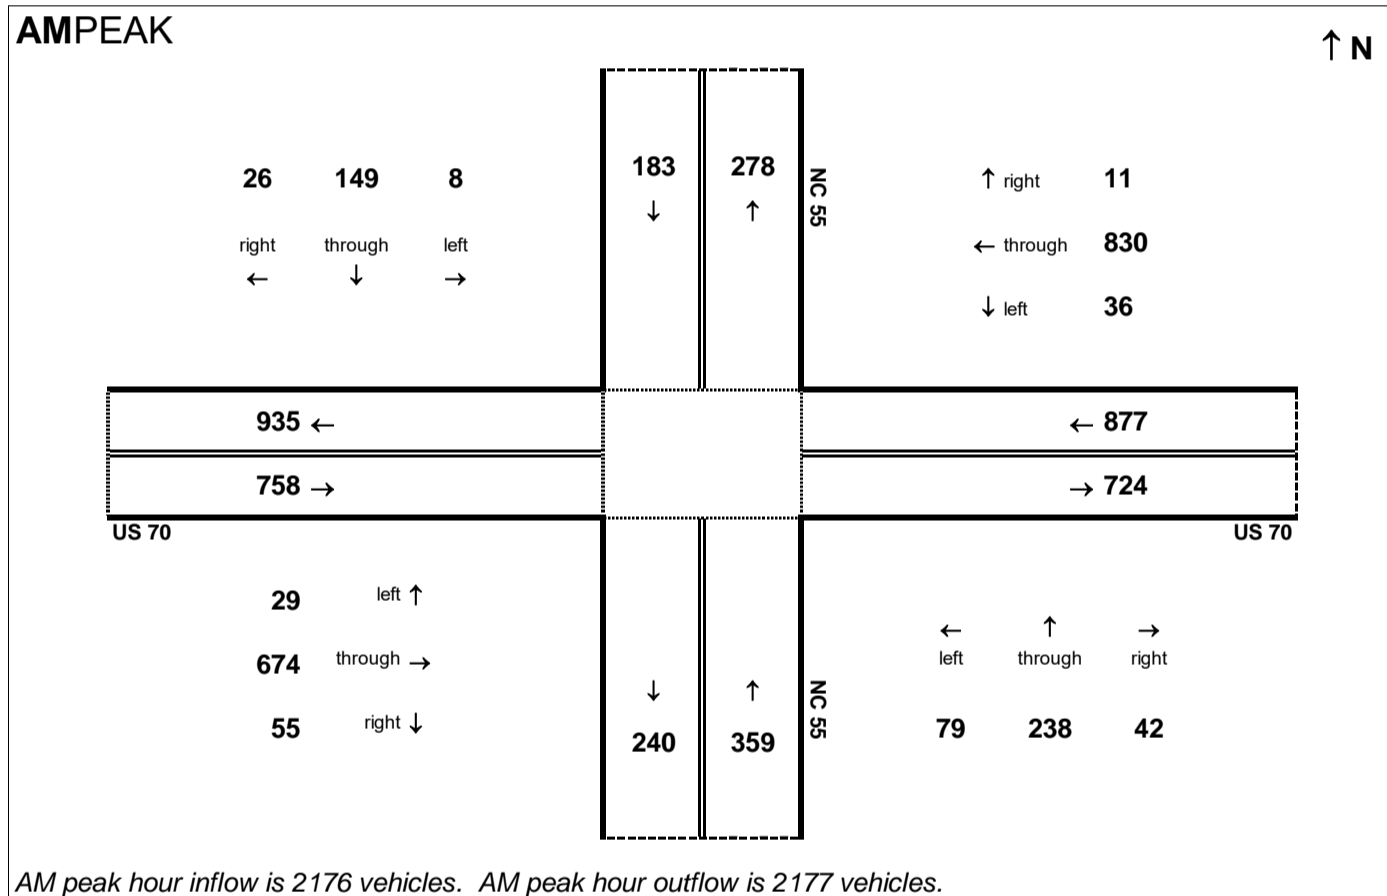 AMPEAK
↑ N
183 278
26 149 8
right through left
← ↓ →
↓ ↑
NC 55
↑ right 11
← through 830
↓ left 36
935 ←
← 877
758 →
→ 724
US 70
US 70
29 left ↑
674 through →
55 right ↓
← ↑ →
left through right
79 238 42
↓ ↑
240 359
NC 55
AM peak hour inflow is 2176 vehicles. AM peak hour outflow is 2177 vehicles.